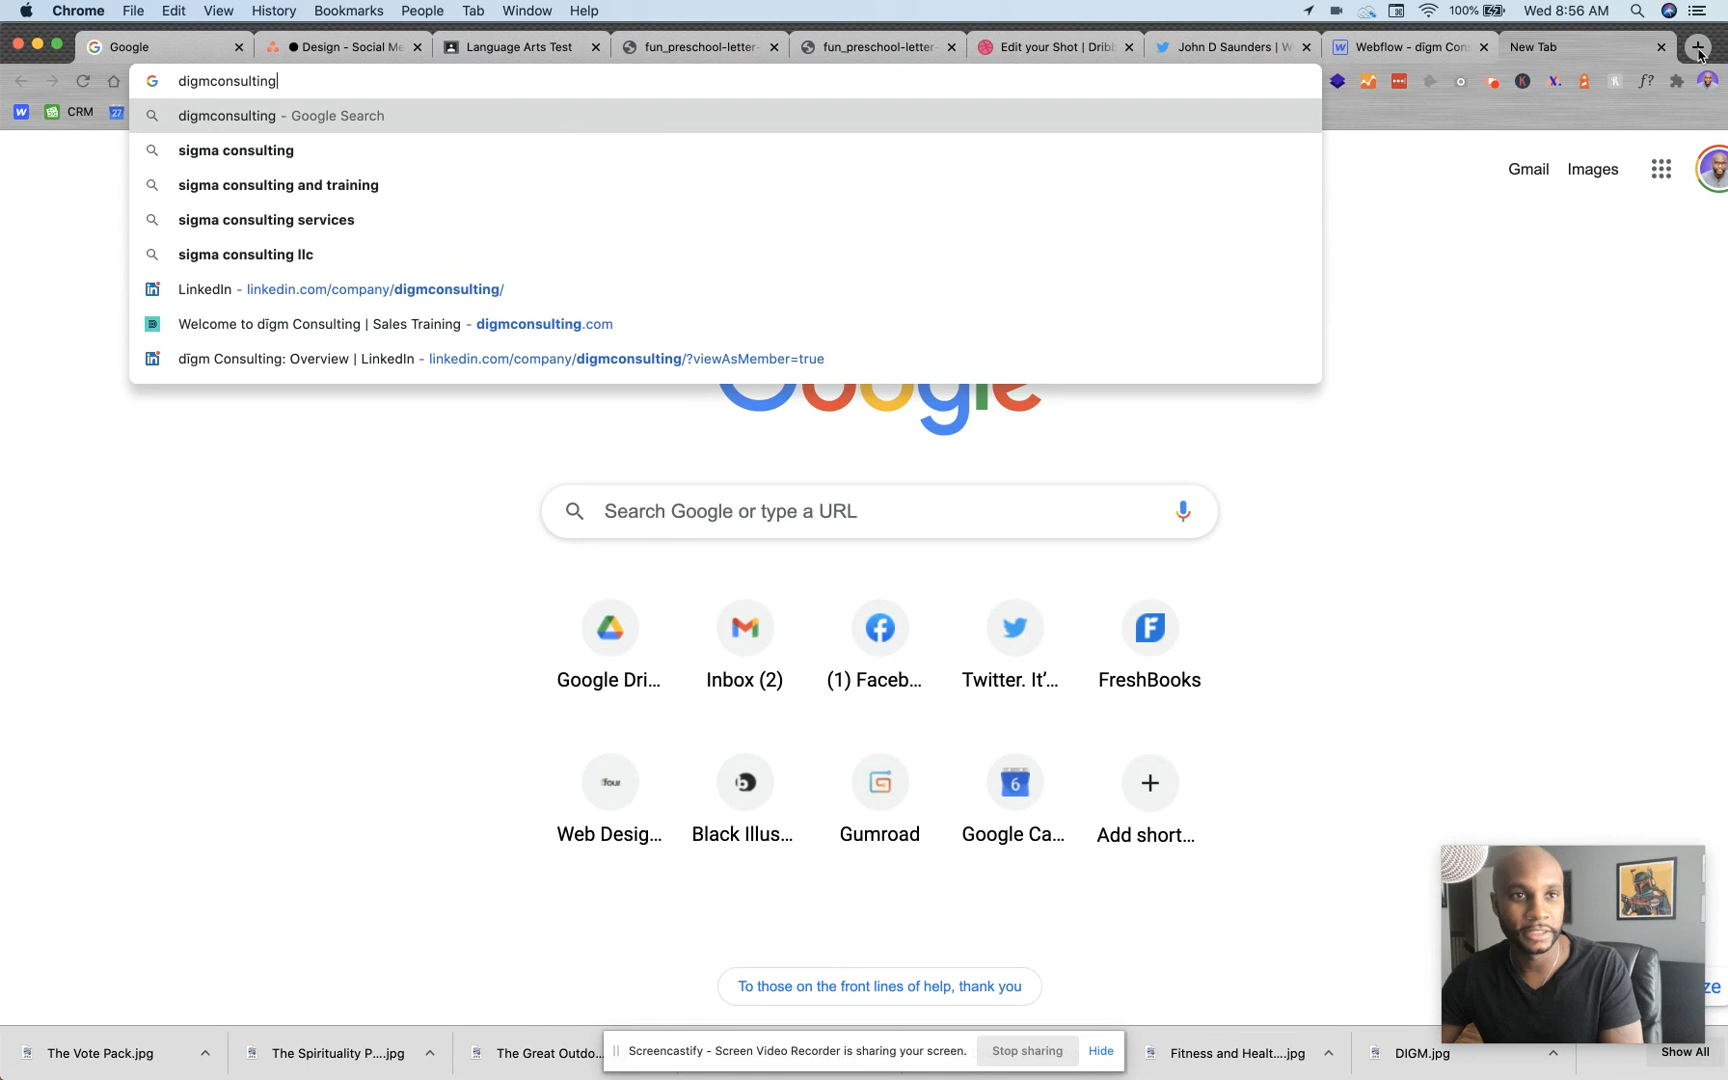 Chrome File Edit View History Bookmarks People Tab Window Help 100% Wed 8:56 AM
Google Design - Social Me Language Arts Test fun_preschool-letter- fun_preschool-letter- Edit your Shot | Dribb John D Saunders | W Webflow - dīgm Con New Tab
digmconsulting
CRM 27
digmconsulting - Google Search
sigma consulting
sigma consulting and training
sigma consulting services
sigma consulting llc
LinkedIn - linkedin.com/company/digmconsulting/
Welcome to dīgm Consulting | Sales Training - digmconsulting.com
dīgm Consulting: Overview | LinkedIn - linkedin.com/company/digmconsulting/?viewAsMember=true
Gmail Images
Google
Search Google or type a URL
Google Dri... Inbox (2) (1) Faceb... Twitter. It'... FreshBooks
four
6
Web Desig... Black Illus... Gumroad Google Ca... Add short...
To those on the front lines of help, thank you
ze
The Vote Pack.jpg The Spirituality P....jpg The Great Outdo... Screencastify - Screen Video Recorder is sharing your screen. Stop sharing Hide Fitness and Healt....jpg DIGM.jpg Show All